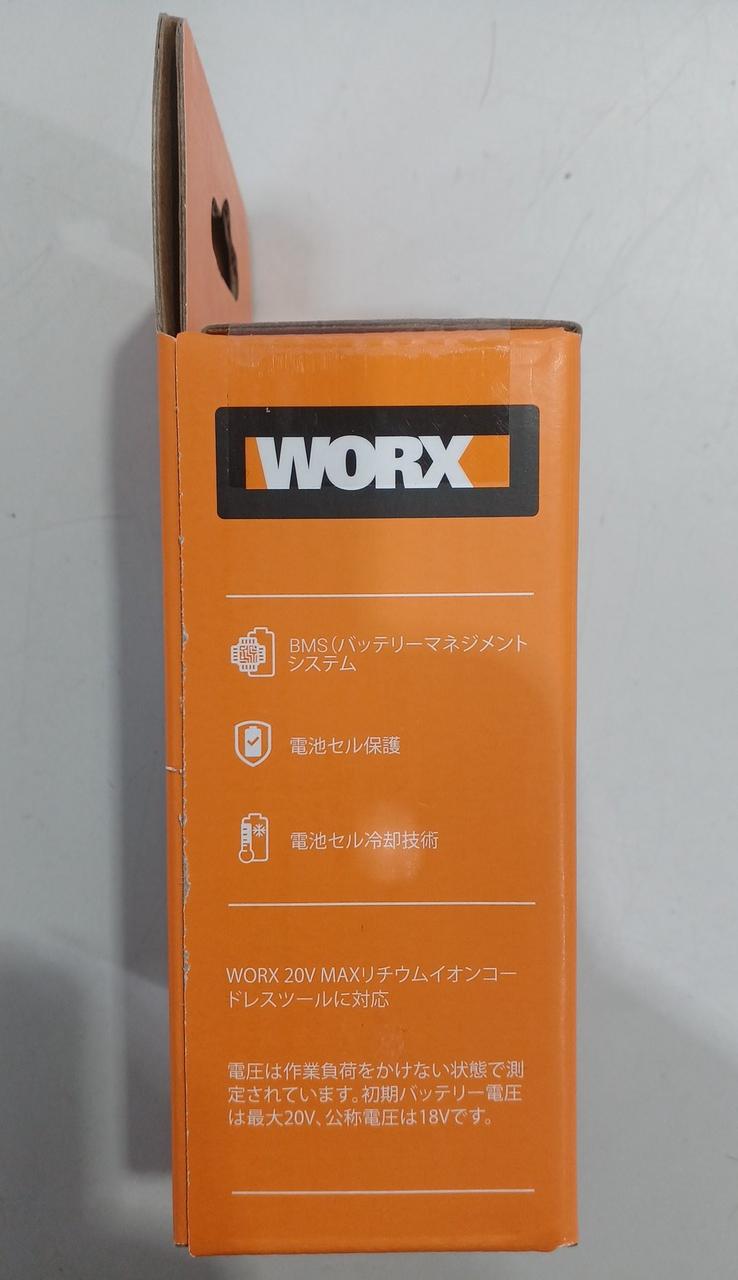 WORX
BMS（バッテリーマネジメント
システム
電池セル保護
電池セル冷却技術
WORX 20V MAXリチウムイオンコー
ドレスツールに対応
電圧は作業負荷をかけない状態で測
定されています。初期バッテリー電圧
は最大20V、公称電圧は18Vです。